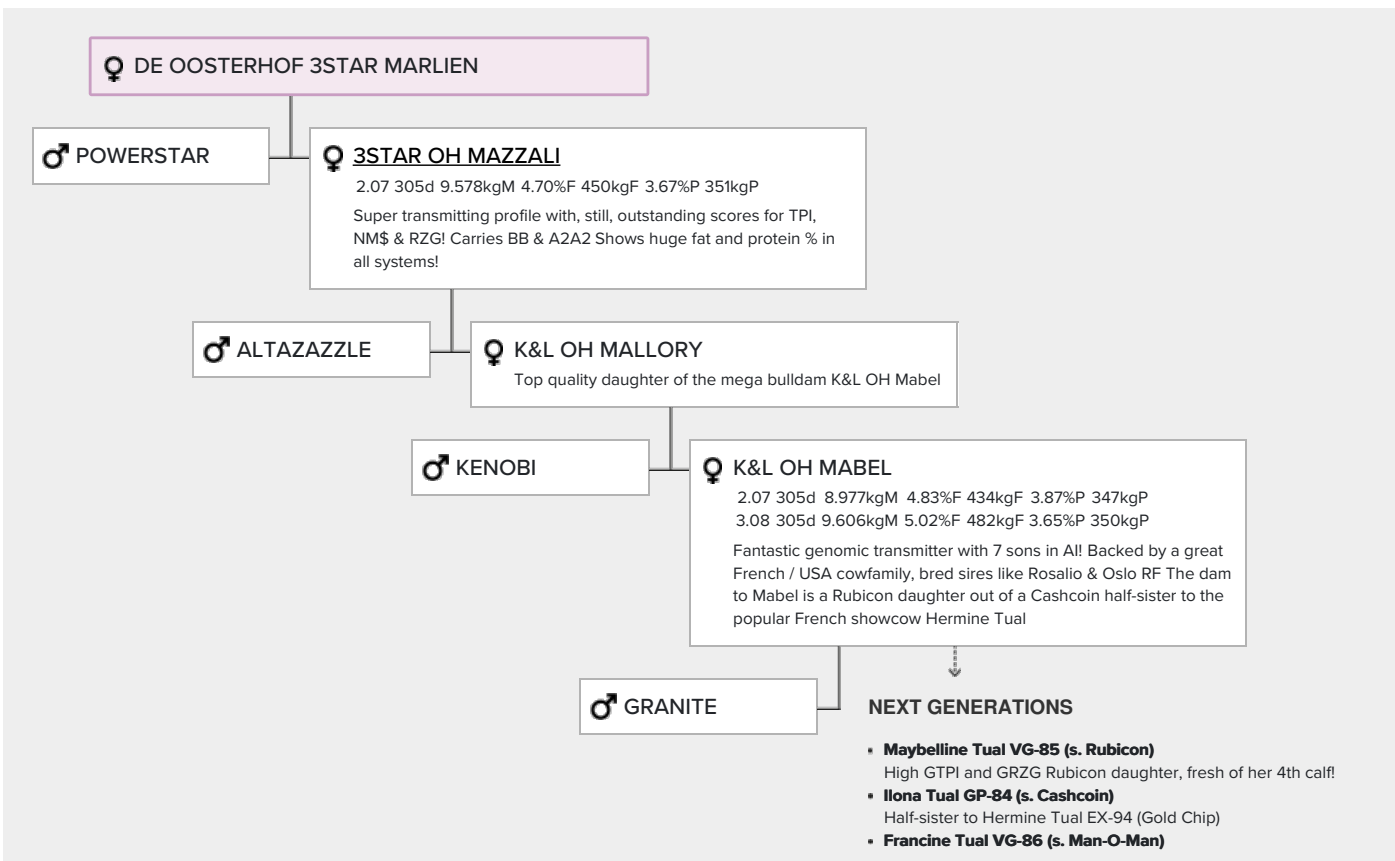 DE OOSTERHOF 3STAR MARLIEN
POWERSTAR
3STAR OH MAZZALI
2.07 305d 9.578kgM 4.70%F 450kgF 3.67%P 351kgP
Super transmitting profile with, still, outstanding scores for TPI,
NM$ & RZG! Carries BB & A2A2 Shows huge fat and protein % in
all systems!
ALTAZAZZLE
K&L OH MALLORY
Top quality daughter of the mega bulldam K&L OH Mabel
KENOBI
K&L OH MABEL
2.07 305d 8.977kgM 4.83%F 434kgF 3.87%P 347kgP
3.08 305d 9.606kgM 5.02%F 482kgF 3.65%P 350kgP
Fantastic genomic transmitter with 7 sons in AI! Backed by a great
French / USA cowfamily, bred sires like Rosalio & Oslo RF The dam
to Mabel is a Rubicon daughter out of a Cashcoin half-sister to the
popular French showcow Hermine Tual
GRANITE
NEXT GENERATIONS
• Maybelline Tual VG-85 (s. Rubicon)
High GTPI and GRZG Rubicon daughter, fresh of her 4th calf!
• Ilona Tual GP-84 (s. Cashcoin)
Half-sister to Hermine Tual EX-94 (Gold Chip)
• Francine Tual VG-86 (s. Man-O-Man)